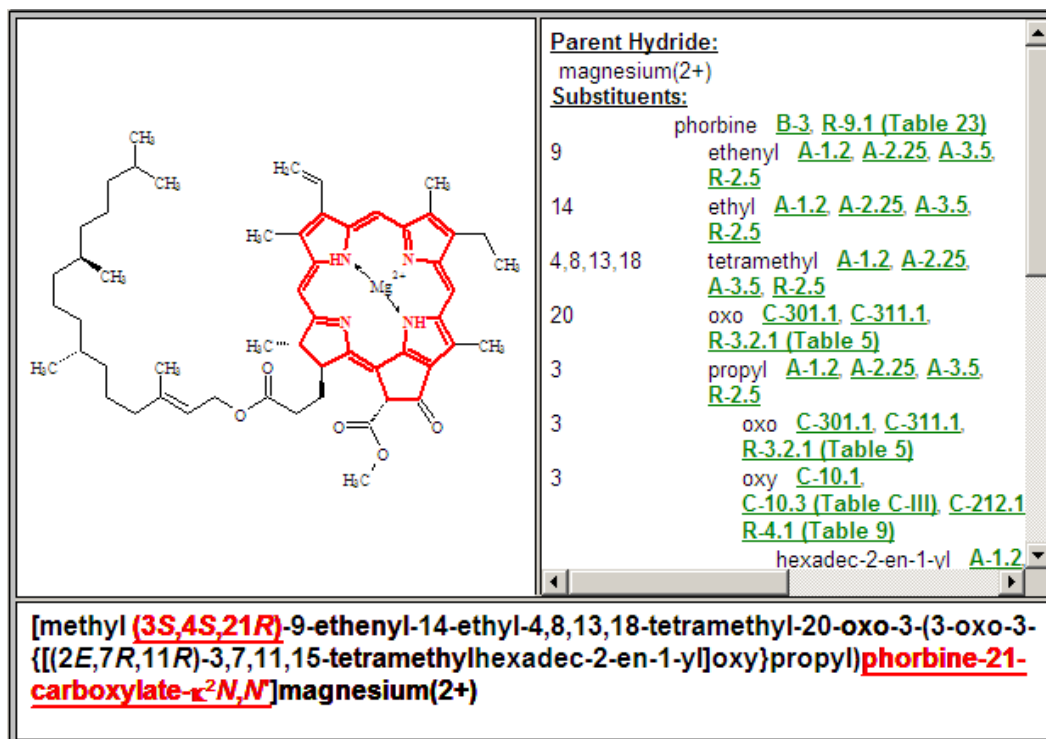 CH₃
CH₃
CH₂
CH₃
CH₃
HN
N
CH₃
CH₃
Mg²⁺
N
NH
CH₃
CH₃
CH₃
CH₃
O
O
O
O
O
CH₃
Parent Hydride:
magnesium(2+)
Substituents:
phorbine B-3, R-9.1 (Table 23)
9 ethenyl A-1.2, A-2.25, A-3.5,
R-2.5
14 ethyl A-1.2, A-2.25, A-3.5,
R-2.5
4,8,13,18 tetramethyl A-1.2, A-2.25,
A-3.5, R-2.5
20 oxo C-301.1, C-311.1,
R-3.2.1 (Table 5)
3 propyl A-1.2, A-2.25, A-3.5,
R-2.5
3 oxo C-301.1, C-311.1,
R-3.2.1 (Table 5)
3 oxy C-10.1,
C-10.3 (Table C-III), C-212.1
R-4.1 (Table 9)
hexadec-2-en-1-yl A-1.2,
[methyl (3S,4S,21R)-9-ethenyl-14-ethyl-4,8,13,18-tetramethyl-20-oxo-3-(3-oxo-3-
{[(2E,7R,11R)-3,7,11,15-tetramethylhexadec-2-en-1-yl]oxy}propyl)phorbine-21-
carboxylate-κ²N,N']magnesium(2+)